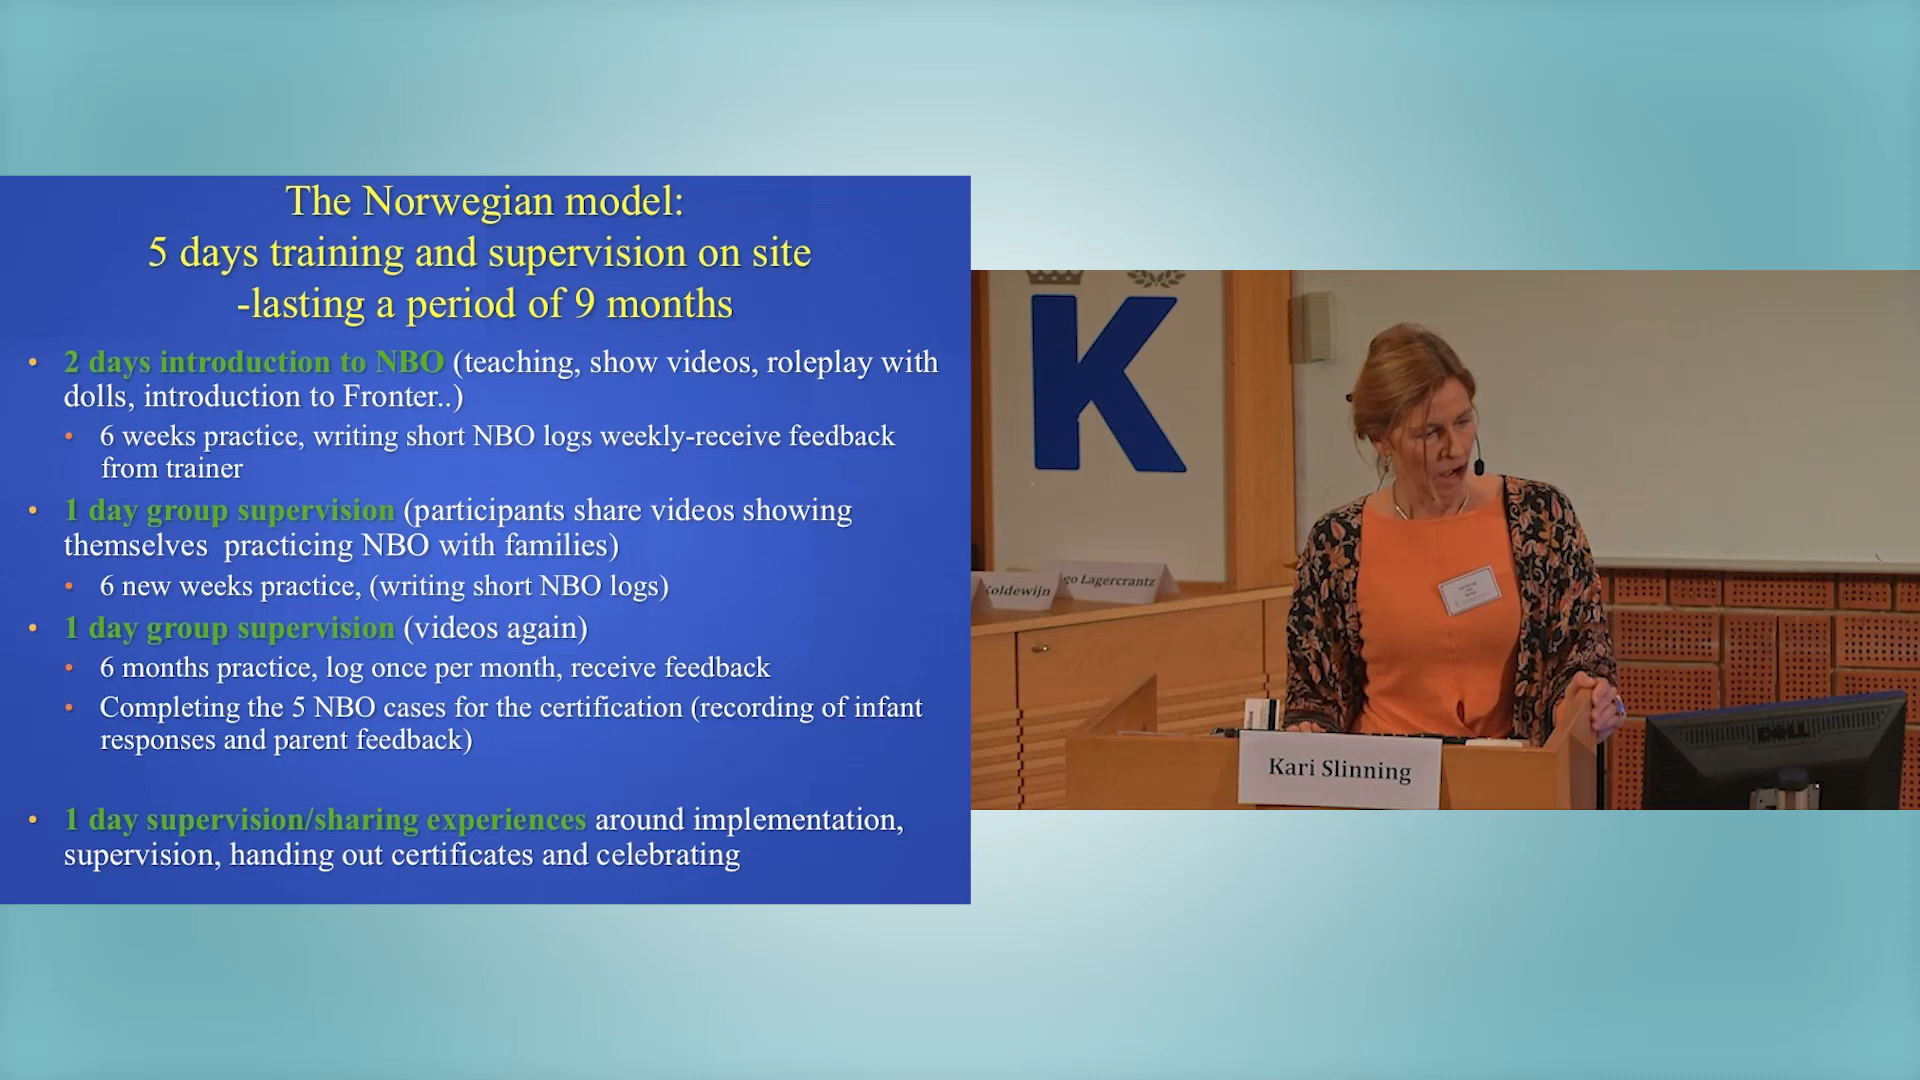 The Norwegian model:
5 days training and supervision on site
-lasting a period of 9 months
• 2 days introduction to NBO (teaching, show videos, roleplay with
dolls, introduction to Fronter..)
• 6 weeks practice, writing short NBO logs weekly-receive feedback
from trainer
• 1 day group supervision (participants share videos showing
themselves practicing NBO with families)
• 6 new weeks practice, (writing short NBO logs)
• 1 day group supervision (videos again)
• 6 months practice, log once per month, receive feedback
• Completing the 5 NBO cases for the certification (recording of infant
responses and parent feedback)
• 1 day supervision/sharing experiences around implementation,
supervision, handing out certificates and celebrating
K
Koldewijn
go Lagercrantz
Kari Slinning
DELL